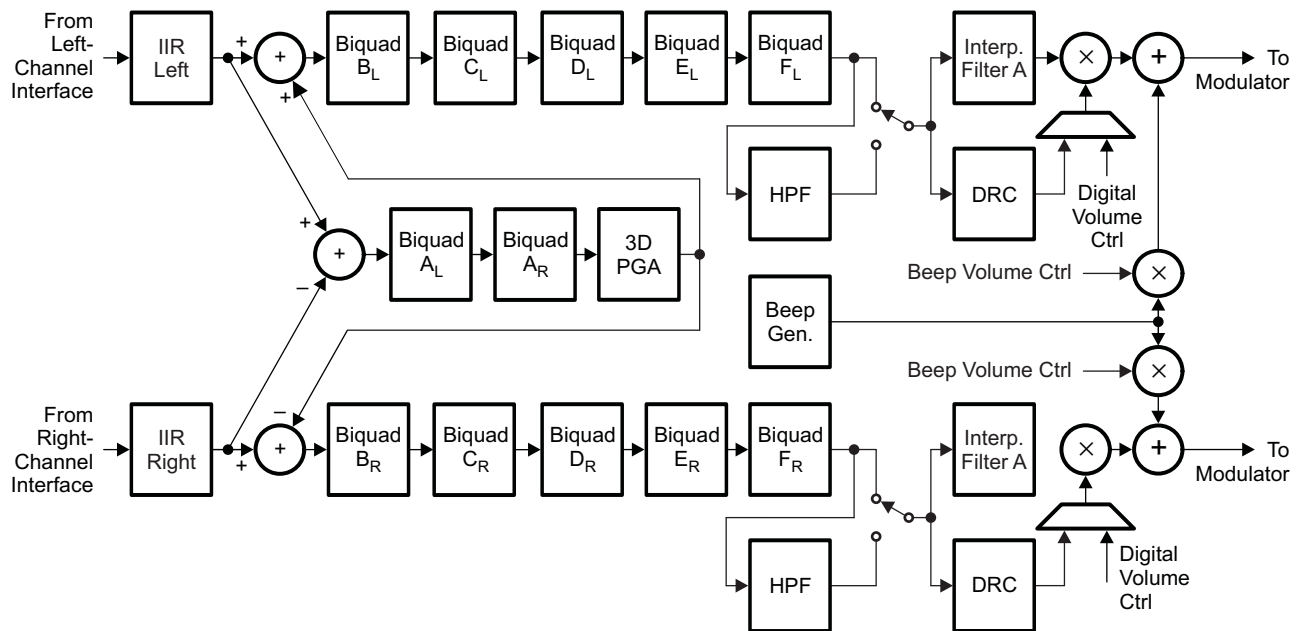 From
Left-
Channel
Interface
IIR
Left
+
+
+
Biquad
BL
Biquad
CL
Biquad
DL
Biquad
EL
Biquad
FL
Interp.
Filter A
×
+
To
Modulator
HPF
DRC
Digital
Volume
Ctrl
+
+
–
Biquad
AL
Biquad
AR
3D
PGA
Beep Volume Ctrl
×
Beep
Gen.
Beep Volume Ctrl
×
From
Right-
Channel
Interface
IIR
Right
–
+
+
Biquad
BR
Biquad
CR
Biquad
DR
Biquad
ER
Biquad
FR
Interp.
Filter A
×
+
To
Modulator
HPF
DRC
Digital
Volume
Ctrl